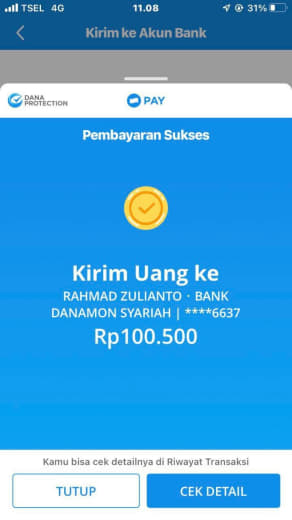 TSEL 4G 11.08 31%
Kirim ke Akun Bank
DANA
PROTECTION
PAY
Pembayaran Sukses
Kirim Uang ke
RAHMAD ZULIANTO · BANK
DANAMON SYARIAH | ****6637
Rp100.500
Kamu bisa cek detailnya di Riwayat Transaksi
TUTUP
CEK DETAIL